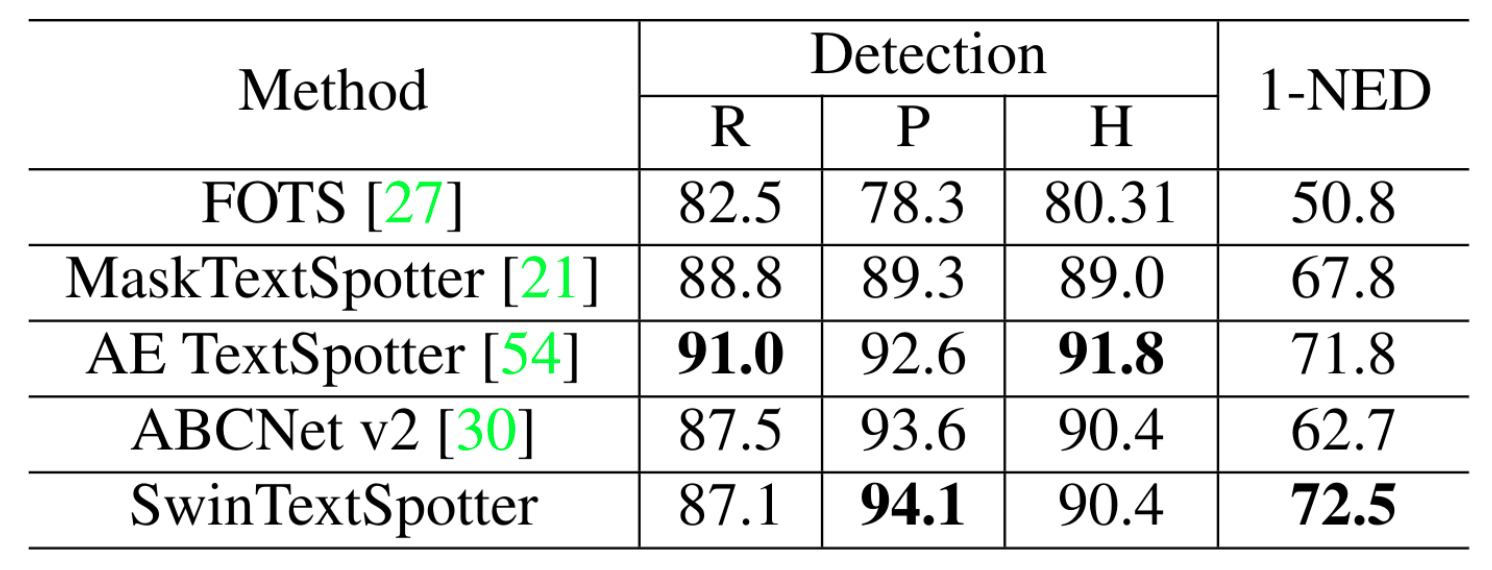 Method Detection 1-NED
R P H
FOTS [27] 82.5 78.3 80.31 50.8
MaskTextSpotter [21] 88.8 89.3 89.0 67.8
AE TextSpotter [54] 91.0 92.6 91.8 71.8
ABCNet v2 [30] 87.5 93.6 90.4 62.7
SwinTextSpotter 87.1 94.1 90.4 72.5